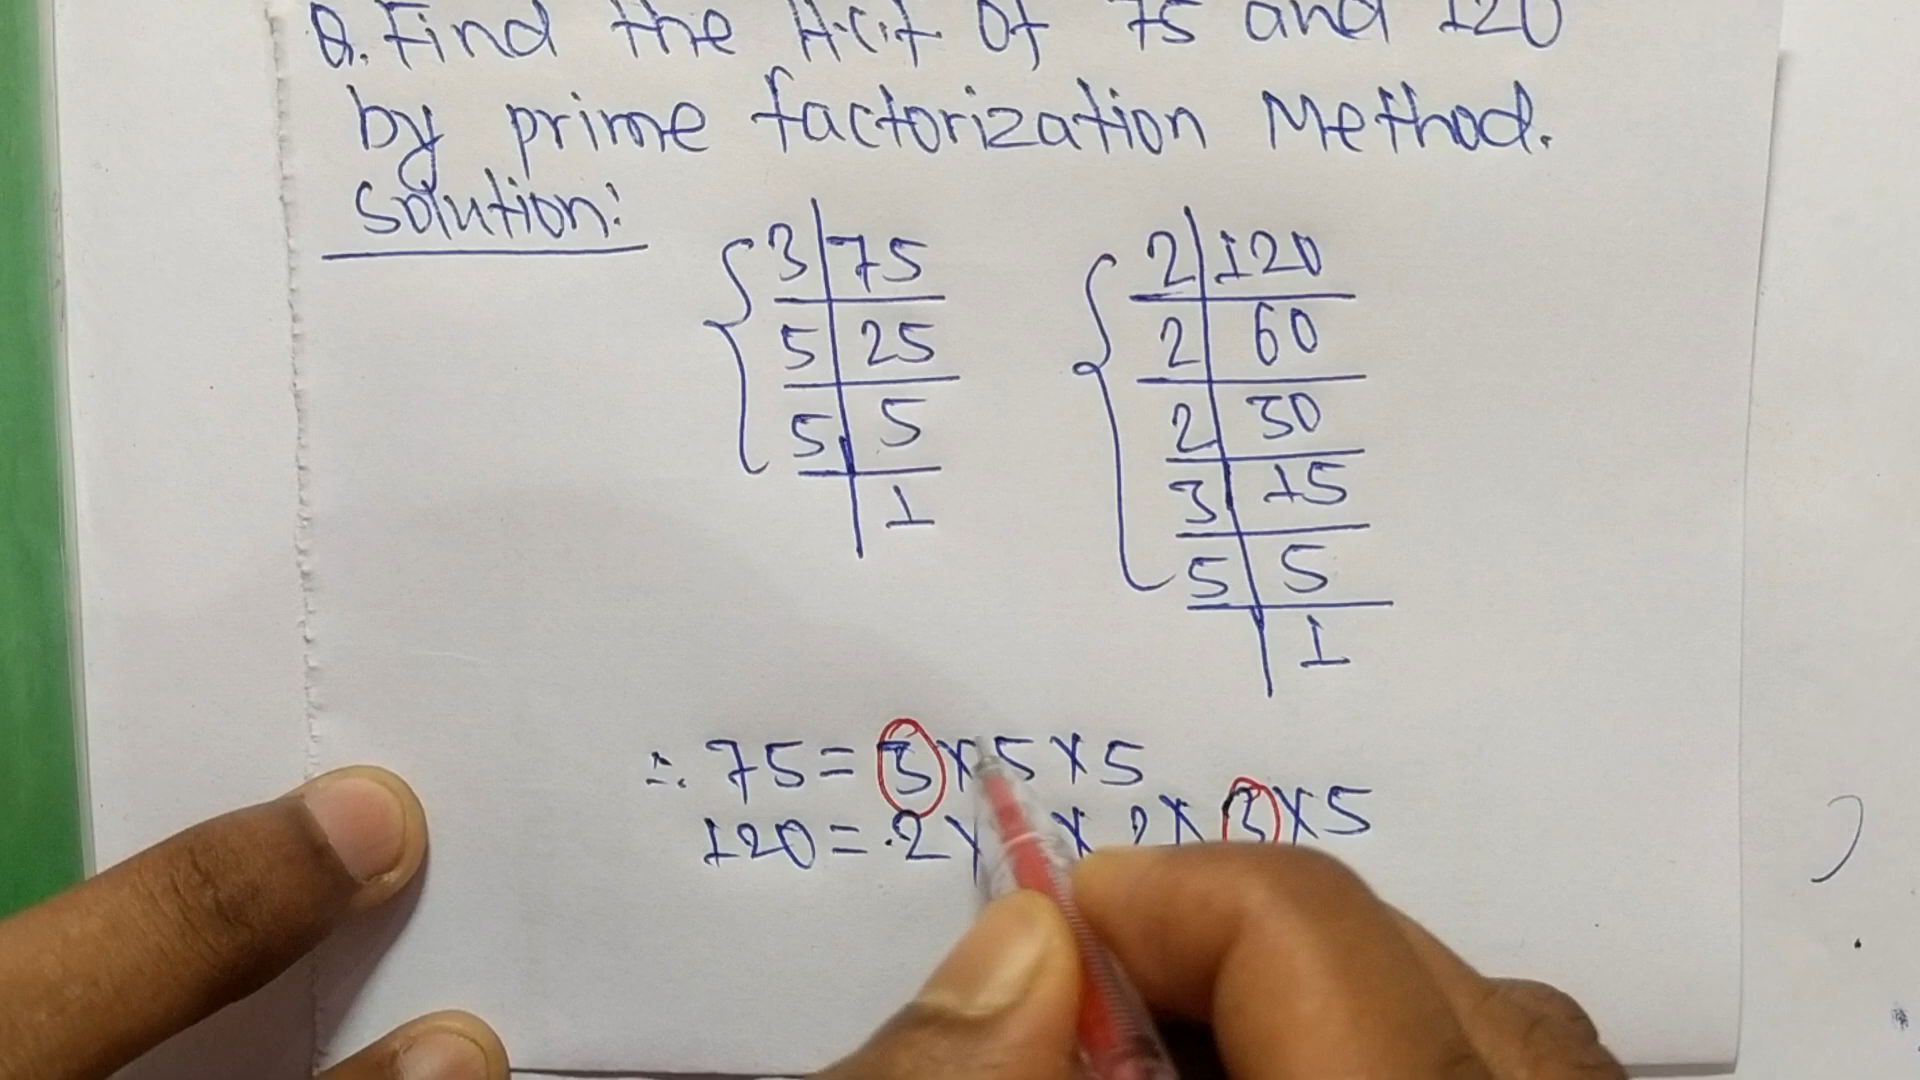 Q. Find the H.C.f Of 75 and 120
by prime factorization Method.
Solution:
3 75
5 25
5 5
1
2 120
2 60
2 30
3 15
5 5
1
∴ 75 = 3 × 5 × 5
120 = 2 × × 2 × 3 × 5